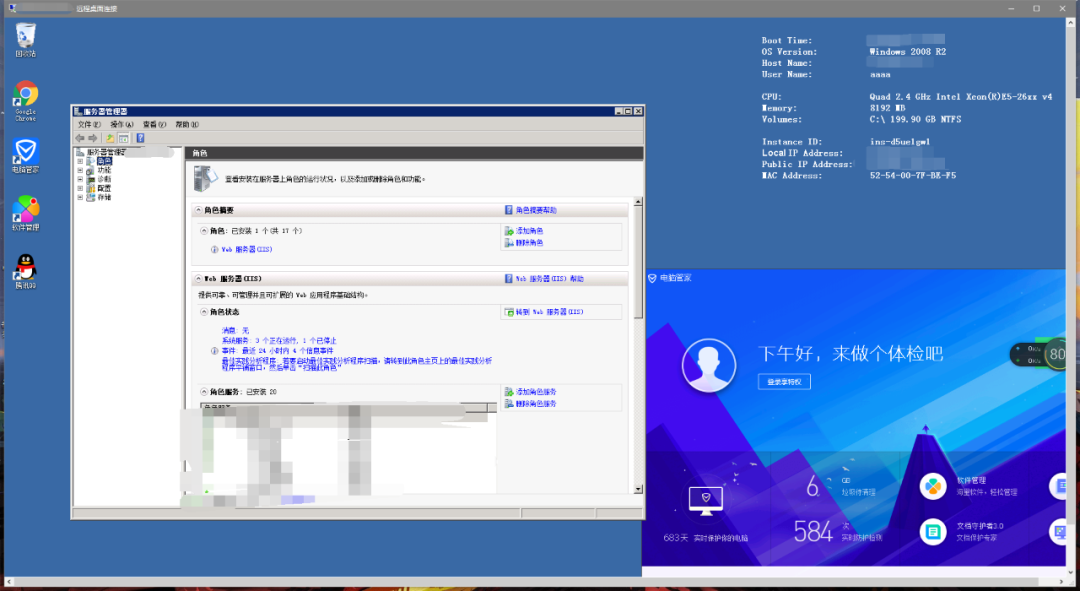 远程桌面连接
回收站
Google
Chrome
电脑管家
软件管理
腾讯QQ
Boot Time:
OS Version: Windows 2008 R2
Host Name:
User Name: aaaa
CPU: Quad 2.4 GHz Intel Xeon(R)E5-26xx v4
Memory: 8192 MB
Volumes: C:\ 199.90 GB NTFS
Instance ID: ins-d5ue1gw1
Local IP Address:
Public IP Address:
MAC Address: 52-54-00-7F-BE-F5
服务器管理器
文件(F) 操作(A) 查看(V) 帮助(H)
服务器管理器
角色
功能
诊断
配置
存储
角色
查看安装在服务器上角色的运行状况，以及添加或删除角色和功能。
角色摘要 角色摘要帮助
角色: 已安装 1 个(共 17 个) 添加角色
删除角色
Web 服务器(IIS)
Web 服务器(IIS) Web 服务器(IIS) 帮助
提供可靠、可管理并且可扩展的 Web 应用程序基础结构。
角色状态 转到 Web 服务器(IIS)
消息: 无
系统服务: 3 个正在运行, 1 个已停止
事件: 最近 24 小时内 4 个信息事件
最佳实践分析程序: 若要启动最佳实践分析程序扫描，请转到此角色主页上的最佳实践分析
程序平铺窗口，然后单击“扫描此角色”
角色服务: 已安装 20 添加角色服务
删除角色服务
电脑管家
下午好，来做个体检吧
登录享特权
80
683天 实时保护你的电脑
6. GB
垃圾待清理
584 次
实时防护检测
软件管理
海量软件，轻松管理
文档守护者3.0
文档保护专家